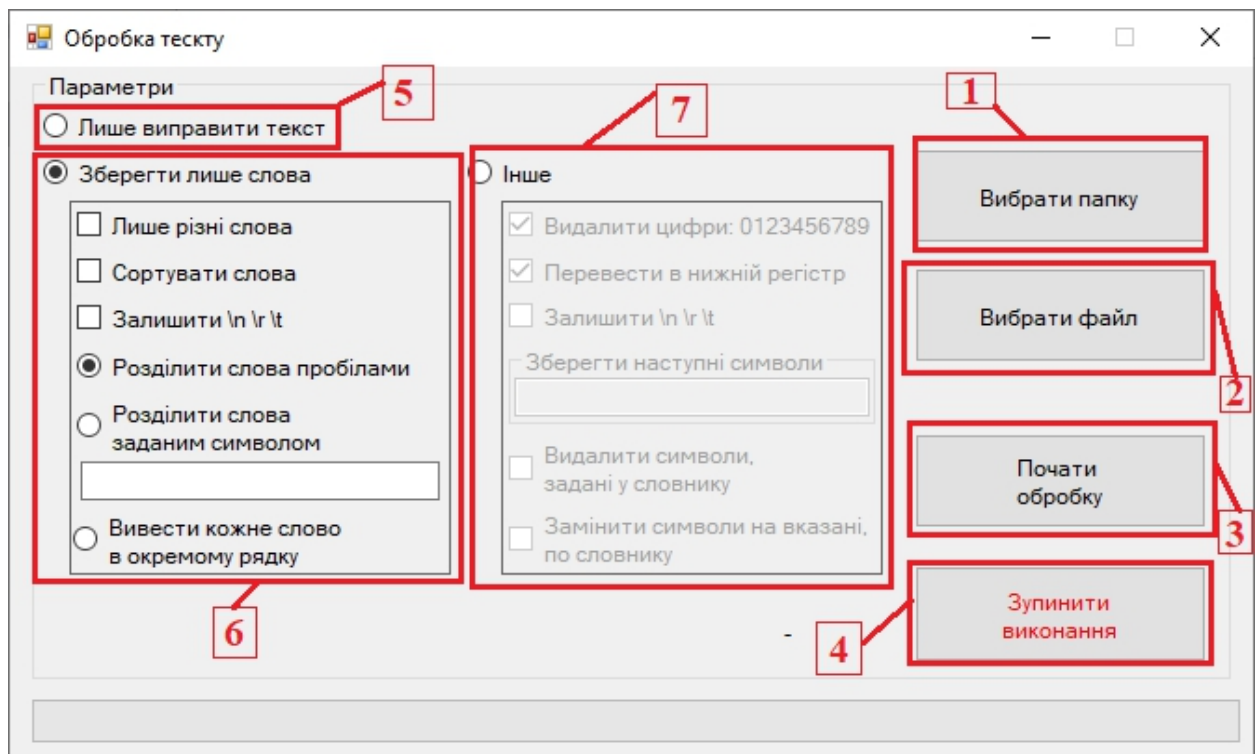 Обробка тескту
Параметри
5
1
7
Лише виправити текст
Зберегти лише слова
Лише різні слова
Сортувати слова
Залишити \n \r \t
Розділити слова пробілами
Розділити слова
заданим символом
Вивести кожне слово
в окремому рядку
6
Інше
Видалити цифри: 0123456789
Перевести в нижній регістр
Залишити \n \r \t
Зберегти наступні символи
Видалити символи,
задані у словнику
Замінити символи на вказані,
по словнику
-
Вибрати папку
Вибрати файл
2
Почати
обробку
3
Зупинити
виконання
4